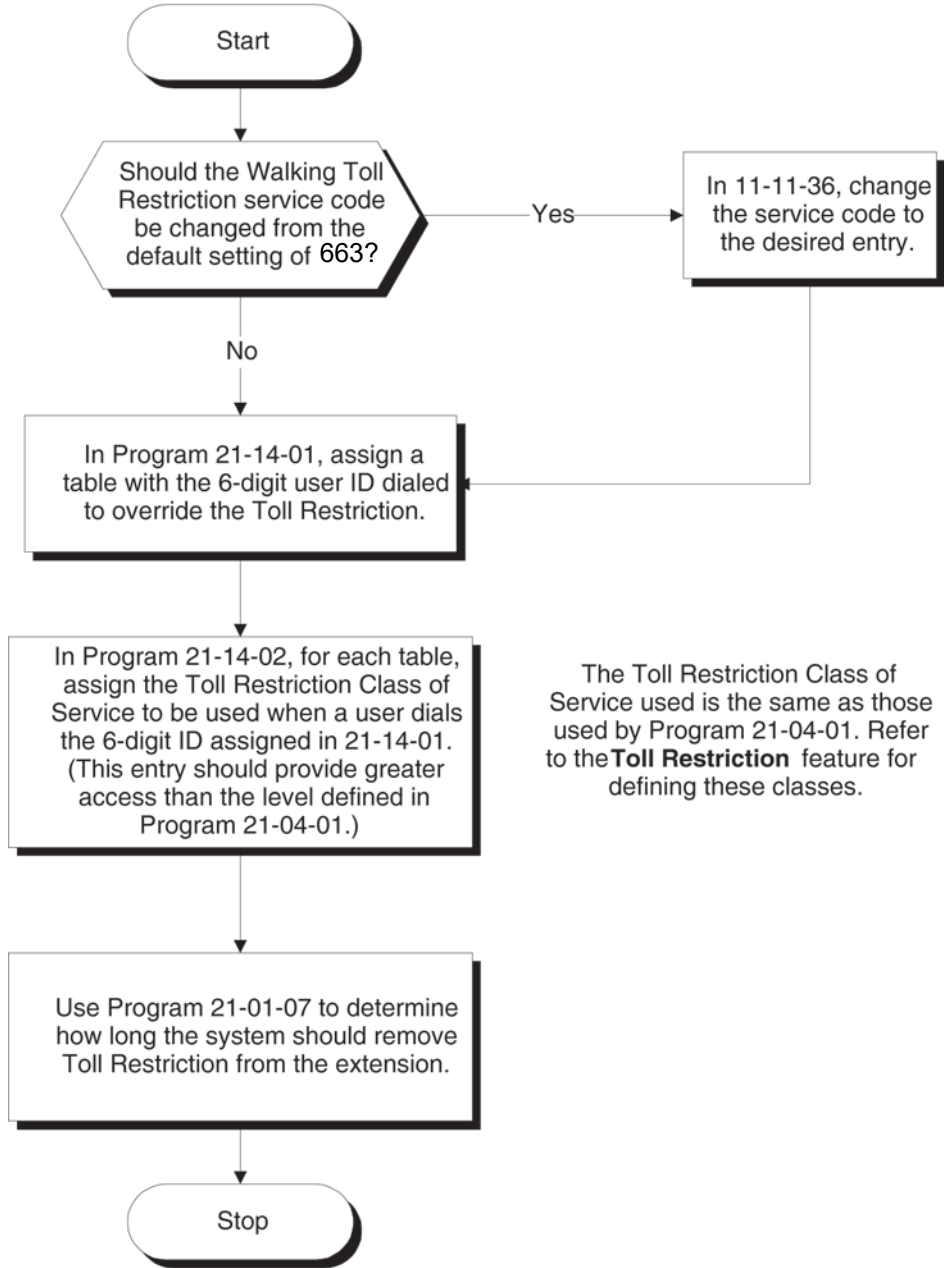 Start
Should the Walking Toll
Restriction service code
be changed from the
default setting of 663?
Yes
In 11-11-36, change
the service code to
the desired entry.
No
In Program 21-14-01, assign a
table with the 6-digit user ID dialed
to override the Toll Restriction.
In Program 21-14-02, for each table,
assign the Toll Restriction Class of
Service to be used when a user dials
the 6-digit ID assigned in 21-14-01.
(This entry should provide greater
access than the level defined in
Program 21-04-01.)
The Toll Restriction Class of
Service used is the same as those
used by Program 21-04-01. Refer
to the Toll Restriction feature for
defining these classes.
Use Program 21-01-07 to determine
how long the system should remove
Toll Restriction from the extension.
Stop